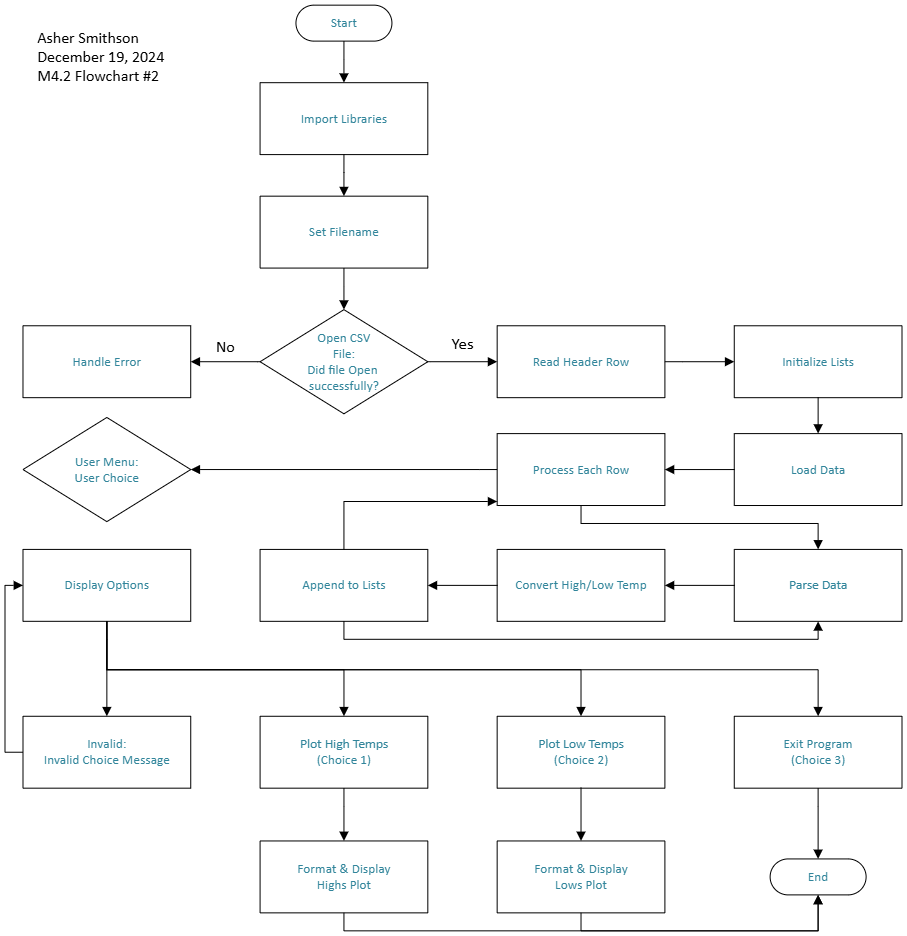 Start
Asher Smithson
December 19, 2024
M4.2 Flowchart #2
Import Libraries
Set Filename
Open CSV
File:
Did file Open
successfully?
No
Yes
Handle Error
Read Header Row
Initialize Lists
User Menu:
User Choice
Process Each Row
Load Data
Display Options
Append to Lists
Convert High/Low Temp
Parse Data
Invalid:
Invalid Choice Message
Plot High Temps
(Choice 1)
Plot Low Temps
(Choice 2)
Exit Program
(Choice 3)
Format & Display
Highs Plot
Format & Display
Lows Plot
End